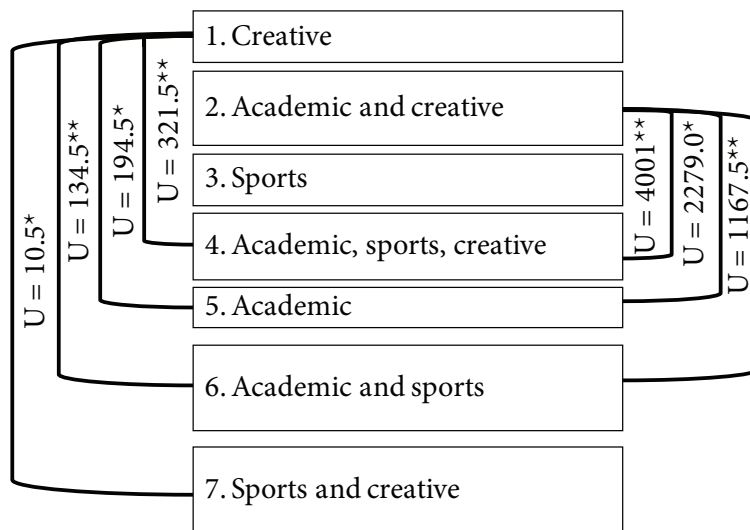 1. Creative
2. Academic and creative
3. Sports
4. Academic, sports, creative
5. Academic
6. Academic and sports
7. Sports and creative
U = 10.5*
U = 134.5**
U = 194.5*
U = 321.5**
U = 4001**
U = 2279.0*
U = 1167.5**